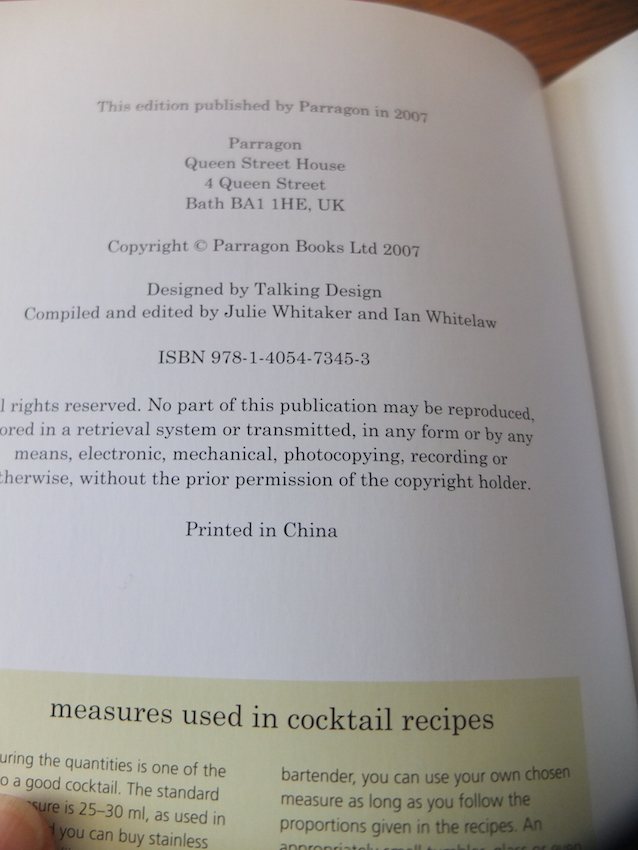 This edition published by Parragon in 2007
Parragon
Queen Street House
4 Queen Street
Bath BA1 1HE, UK
Copyright © Parragon Books Ltd 2007
Designed by Talking Design
Compiled and edited by Julie Whitaker and Ian Whitelaw
ISBN 978-1-4054-7345-3
l rights reserved. No part of this publication may be reproduced,
ored in a retrieval system or transmitted, in any form or by any
means, electronic, mechanical, photocopying, recording or
therwise, without the prior permission of the copyright holder.
Printed in China
measures used in cocktail recipes
uring the quantities is one of the
o a good cocktail. The standard
sure is 25–30 ml, as used in
you can buy stainless
bartender, you can use your own chosen
measure as long as you follow the
proportions given in the recipes. An